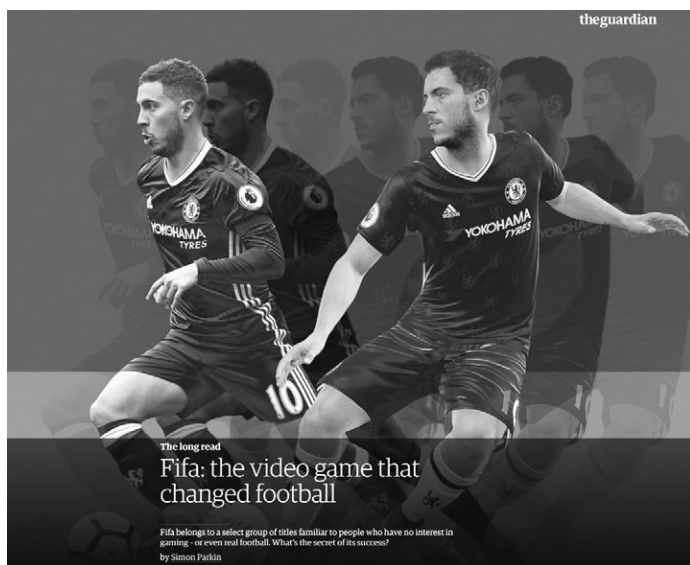 theguardian
YOKOHAMA
TYRES
YOKOHAMA
TYRES
10
The long read
Fifa: the video game that
changed football
Fifa belongs to a select group of titles familiar to people who have no interest in
gaming – or even real football. What's the secret of its success?
by Simon Parkin